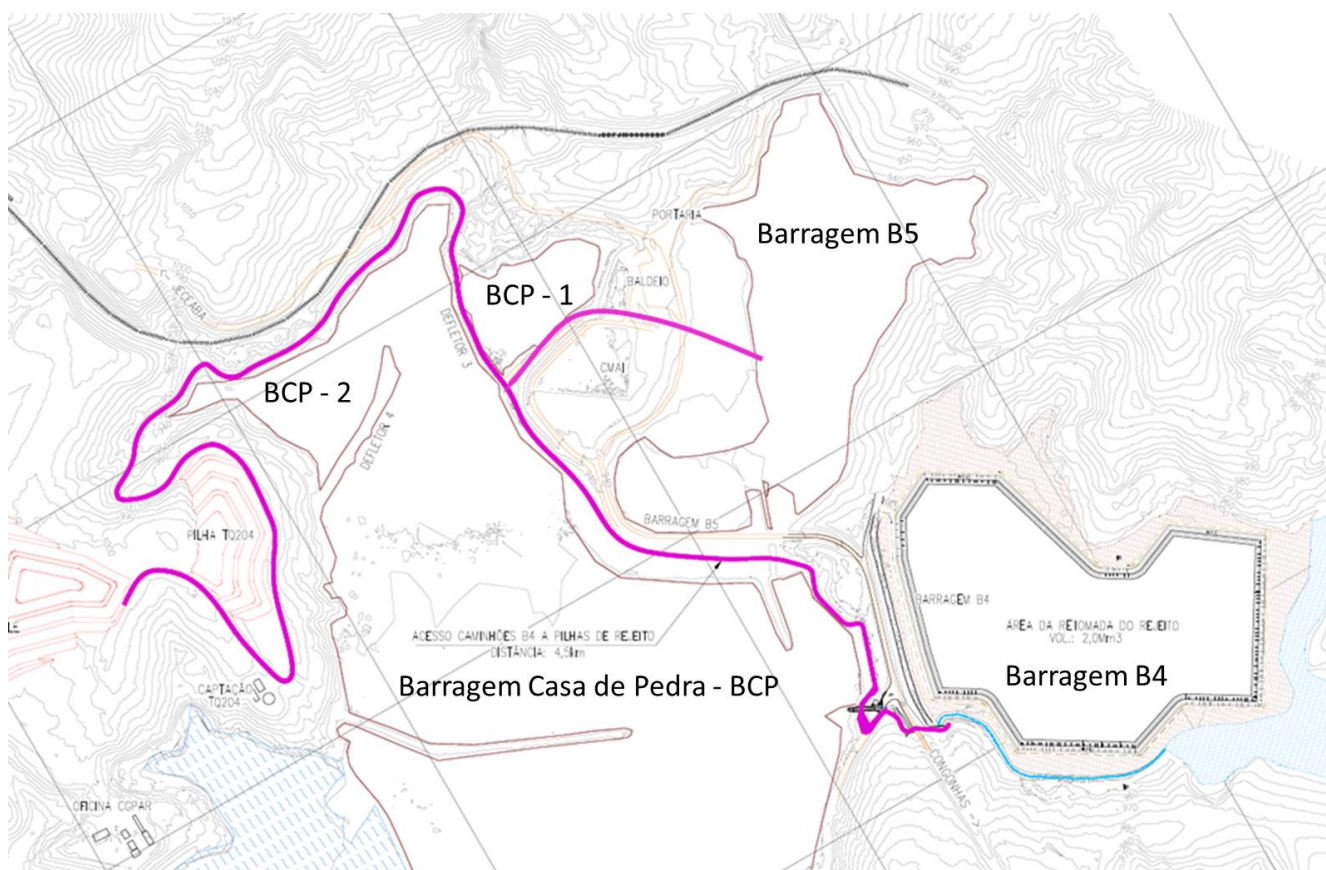 PORTARIA
Barragem B5
<- JECEABA
BALDEIO
BCP - 1
DEFLETOR 3
CMAI
BCP - 2
DEFLETOR 4
BARRAGEM B5
PILHA TQ204
BARRAGEM B4
ACESSO CAMINHÕES B4 A PILHAS DE REJEITO
DISTÂNCIA: 4,5km
ÁREA DA RETOMADA DO REJEITO
VOL.: 2,0Mm3
Barragem B4
Barragem Casa de Pedra - BCP
CAPTAÇÃO
TQ204
CONGONHAS ->
OFICINA CGPAR